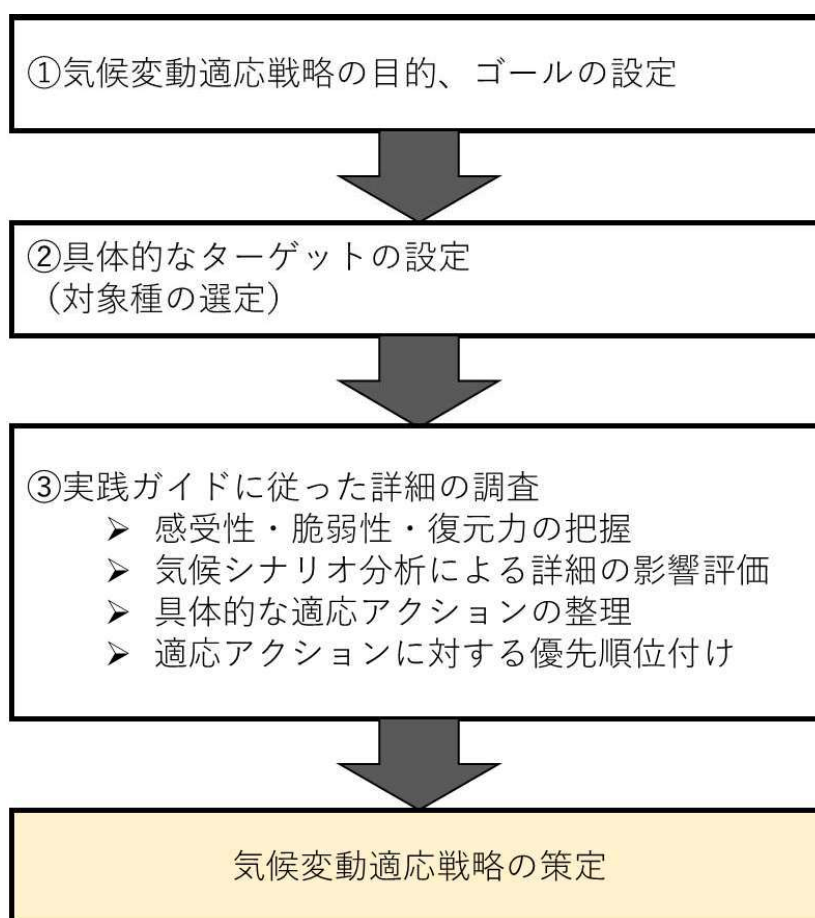 ①気候変動適応戦略の目的、ゴールの設定
②具体的なターゲットの設定
（対象種の選定）
③実践ガイドに従った詳細の調査
➢ 感受性・脆弱性・復元力の把握
➢ 気候シナリオ分析による詳細の影響評価
➢ 具体的な適応アクションの整理
➢ 適応アクションに対する優先順位付け
気候変動適応戦略の策定